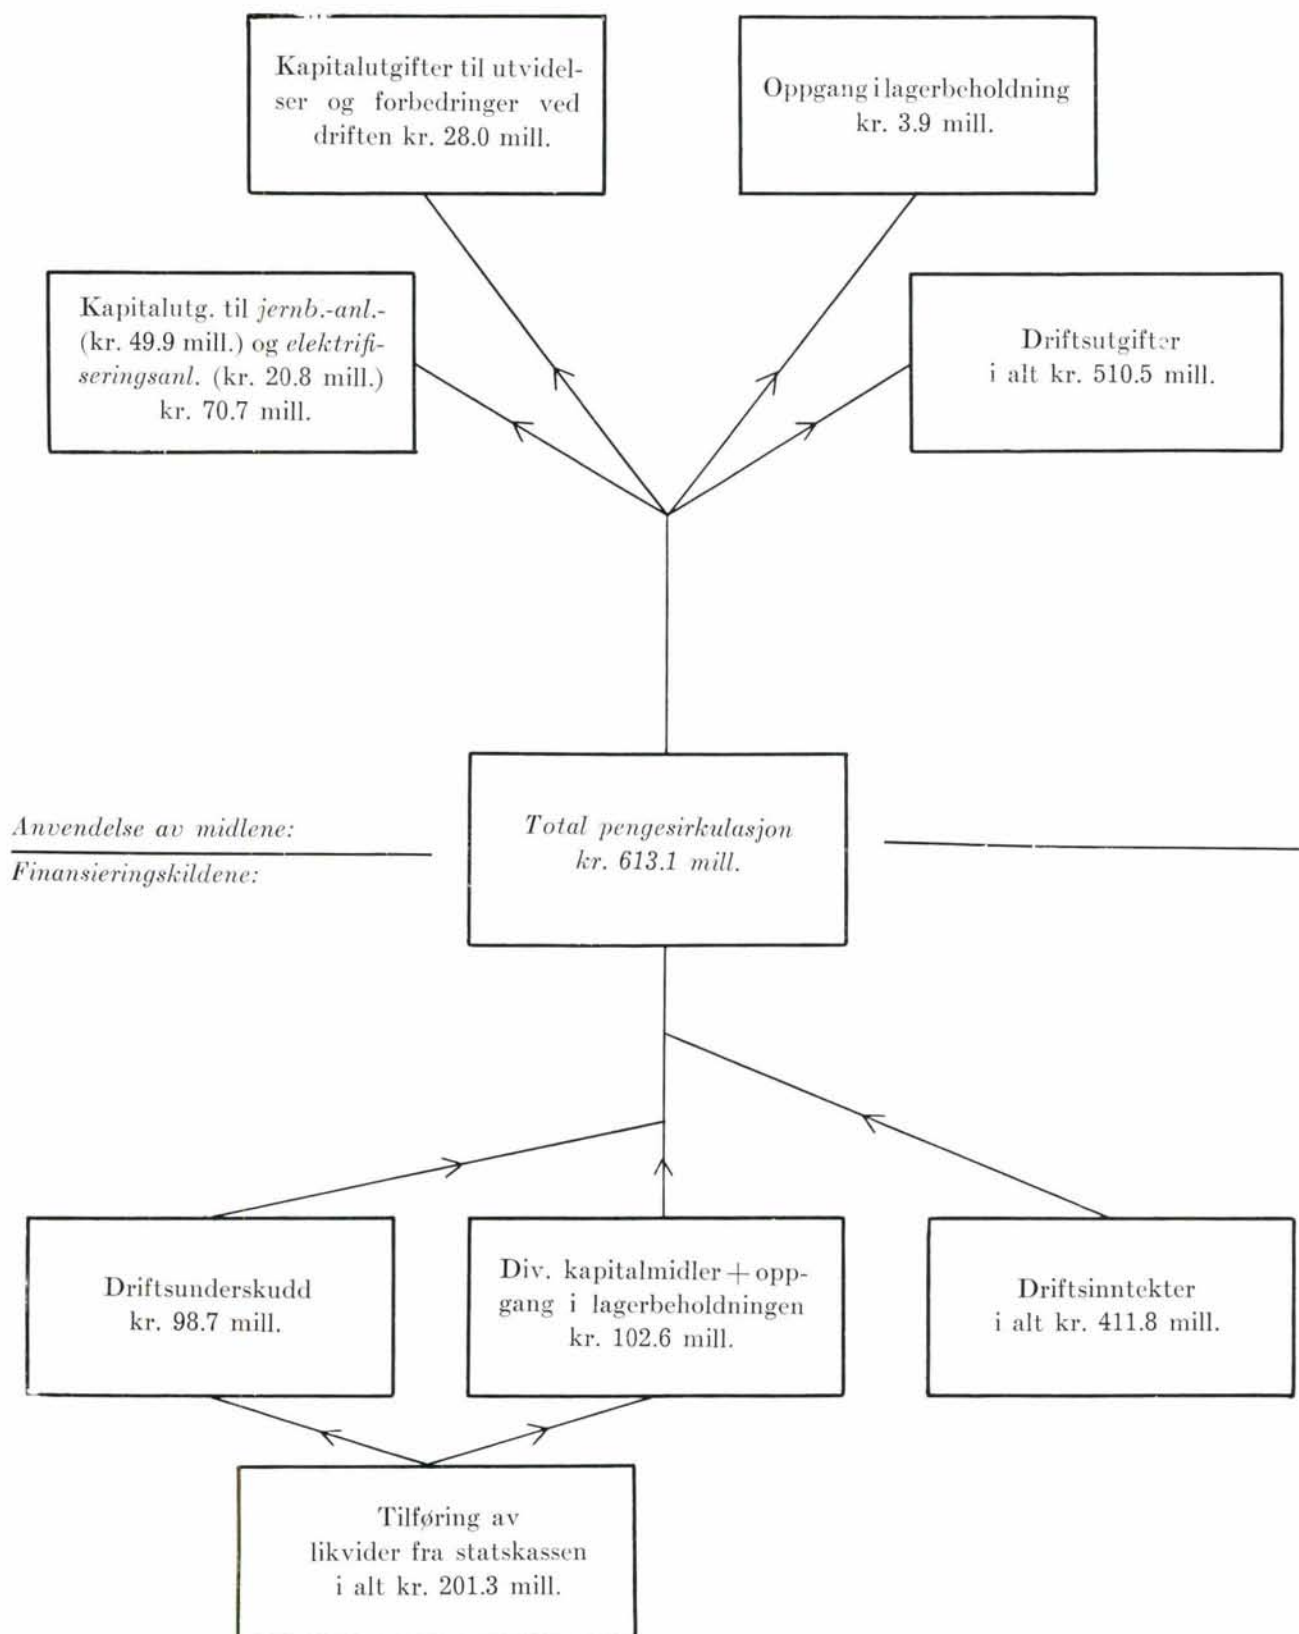 Kapitalutgifter til utvidel-
ser og forbedringer ved
driften kr. 28.0 mill.
Oppgang i lagerbeholdning
kr. 3.9 mill.
Kapitalutg. til jernb.-anl.-
(kr. 49.9 mill.) og elektrifi-
seringsanl. (kr. 20.8 mill.)
kr. 70.7 mill.
Driftsutgifter
i alt kr. 510.5 mill.
Anvendelse av midlene:
Finansieringskildene:
Total pengesirkulasjon
kr. 613.1 mill.
Driftsunderskudd
kr. 98.7 mill.
Div. kapitalmidler + opp-
gang i lagerbeholdningen
kr. 102.6 mill.
Driftsinntekter
i alt kr. 411.8 mill.
Tilføring av
likvider fra statskassen
i alt kr. 201.3 mill.